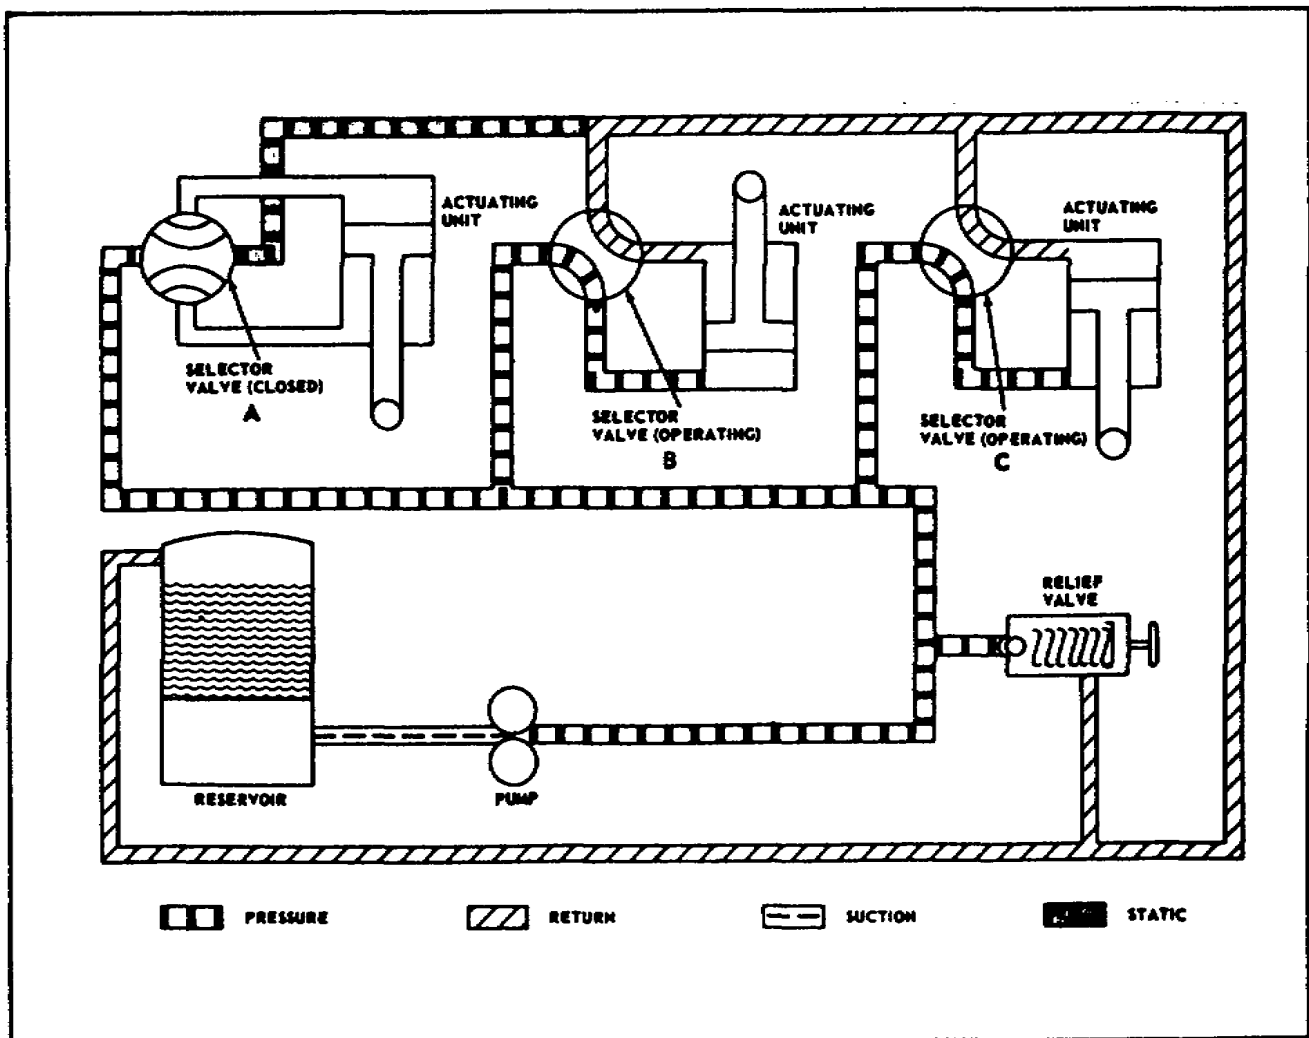 ACTUATING
UNIT
ACTUATING
UNIT
ACTUATING
UNIT
SELECTOR
VALVE (CLOSED)
A
SELECTOR
VALVE (OPERATING)
B
SELECTOR
VALVE (OPERATING)
C
RELIEF
VALVE
RESERVOIR
PUMP
PRESSURE
RETURN
SUCTION
STATIC